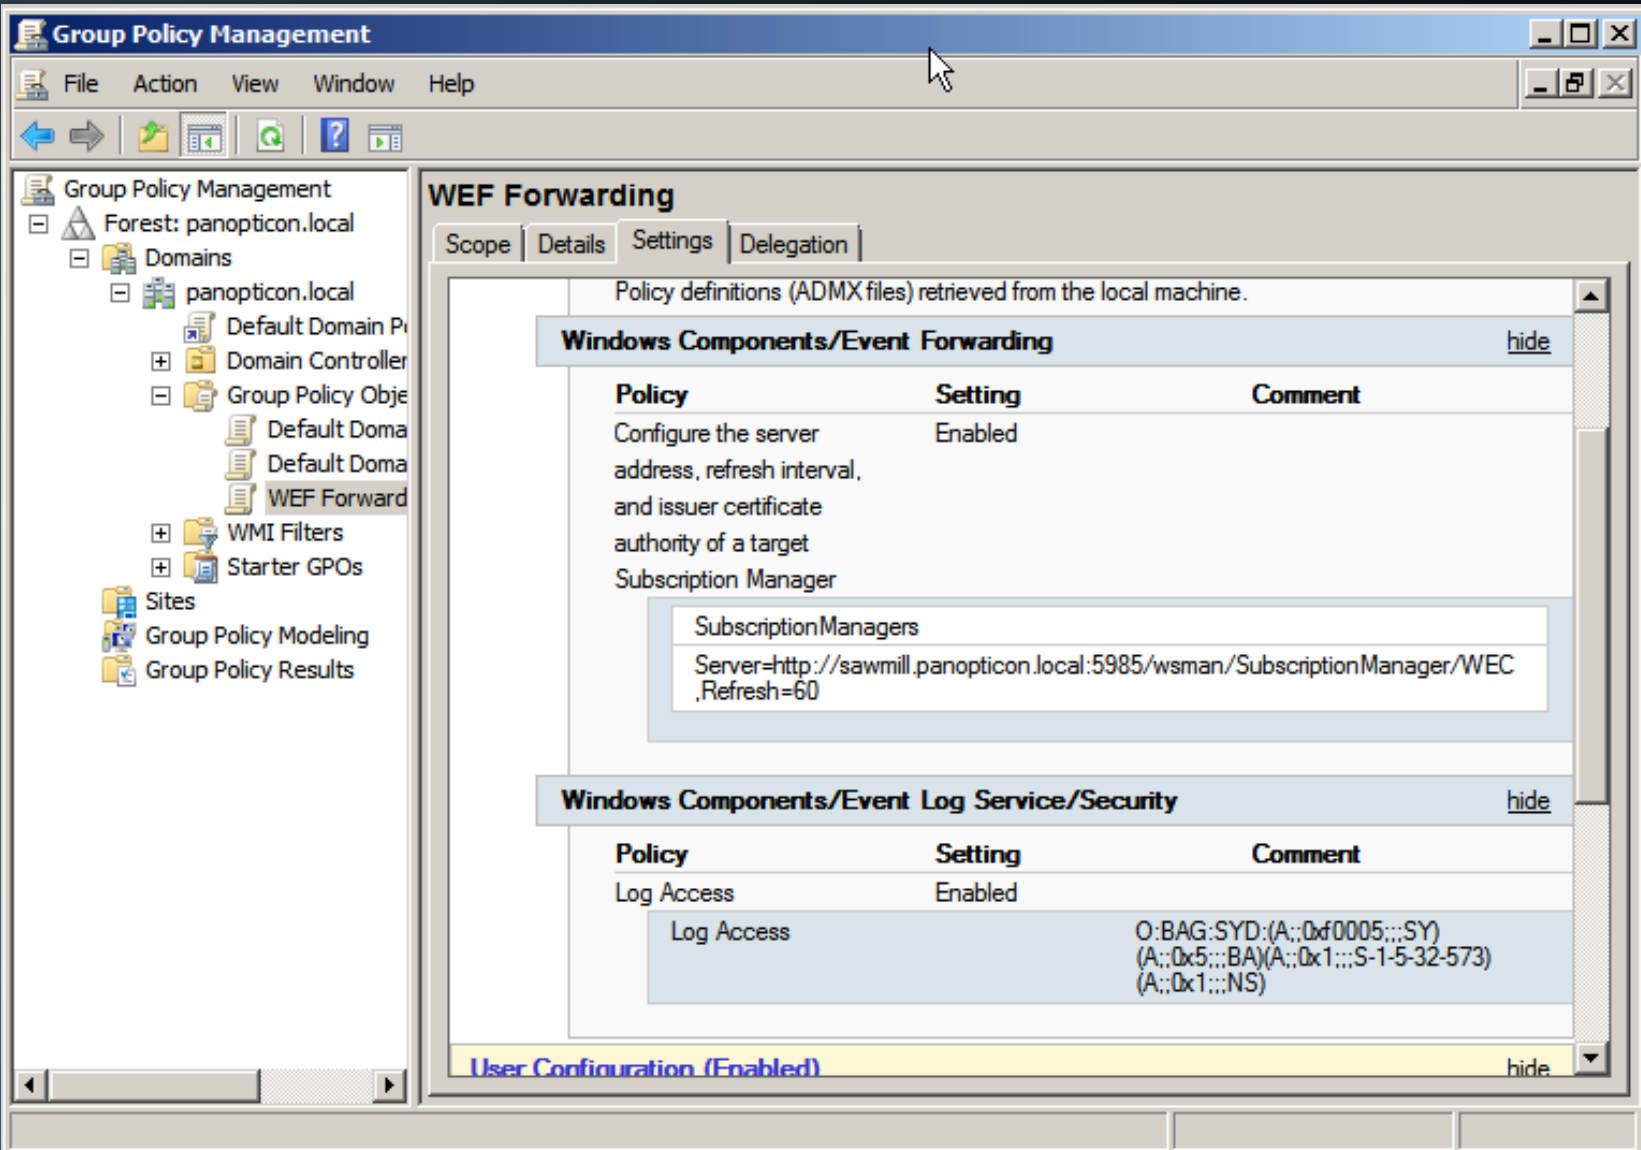 Group Policy Management
File Action View Window Help
Group Policy Management
Forest: panopticon.local
Domains
panopticon.local
Default Domain P
Domain Controller
Group Policy Obje
Default Doma
Default Doma
WEF Forward
WMI Filters
Starter GPOs
Sites
Group Policy Modeling
Group Policy Results
WEF Forwarding
Scope Details Settings Delegation
Policy definitions (ADMX files) retrieved from the local machine.
Windows Components/Event Forwarding hide
Policy Setting Comment
Configure the server Enabled
address, refresh interval,
and issuer certificate
authority of a target
Subscription Manager
SubscriptionManagers
Server=http://sawmill.panopticon.local:5985/wsman/SubscriptionManager/WEC
,Refresh=60
Windows Components/Event Log Service/Security hide
Policy Setting Comment
Log Access Enabled
Log Access O:BAG:SYD:(A;;0xf0005;;;SY)
(A;;0x5;;;BA)(A;;0x1;;;S-1-5-32-573)
(A;;0x1;;;NS)
User Configuration (Enabled) hide